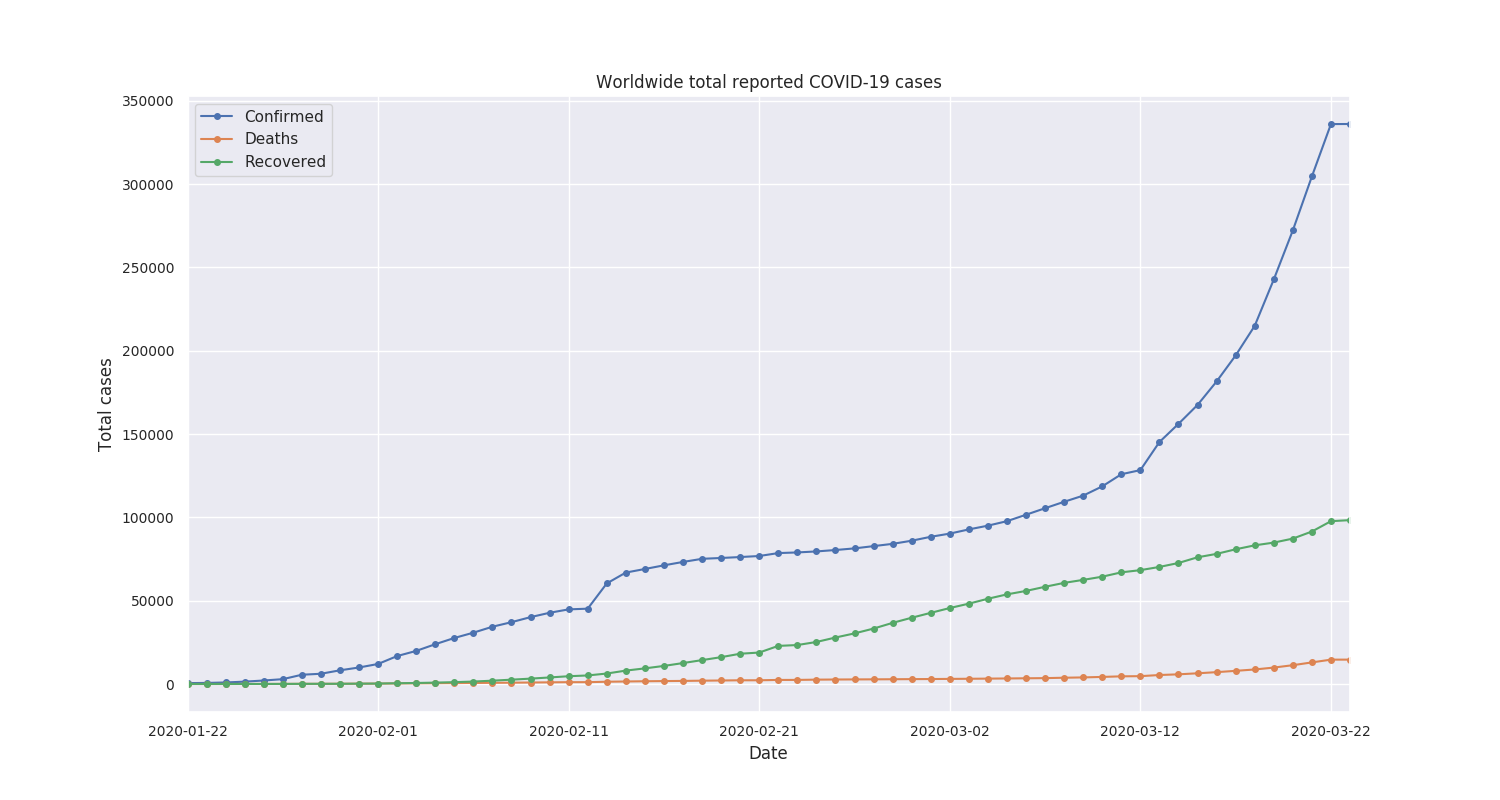 Worldwide total reported COVID-19 cases
Confirmed
Deaths
Recovered
350000
300000
250000
200000
150000
100000
50000
0
Total cases
2020-01-22 2020-02-01 2020-02-11 2020-02-21 2020-03-02 2020-03-12 2020-03-22
Date